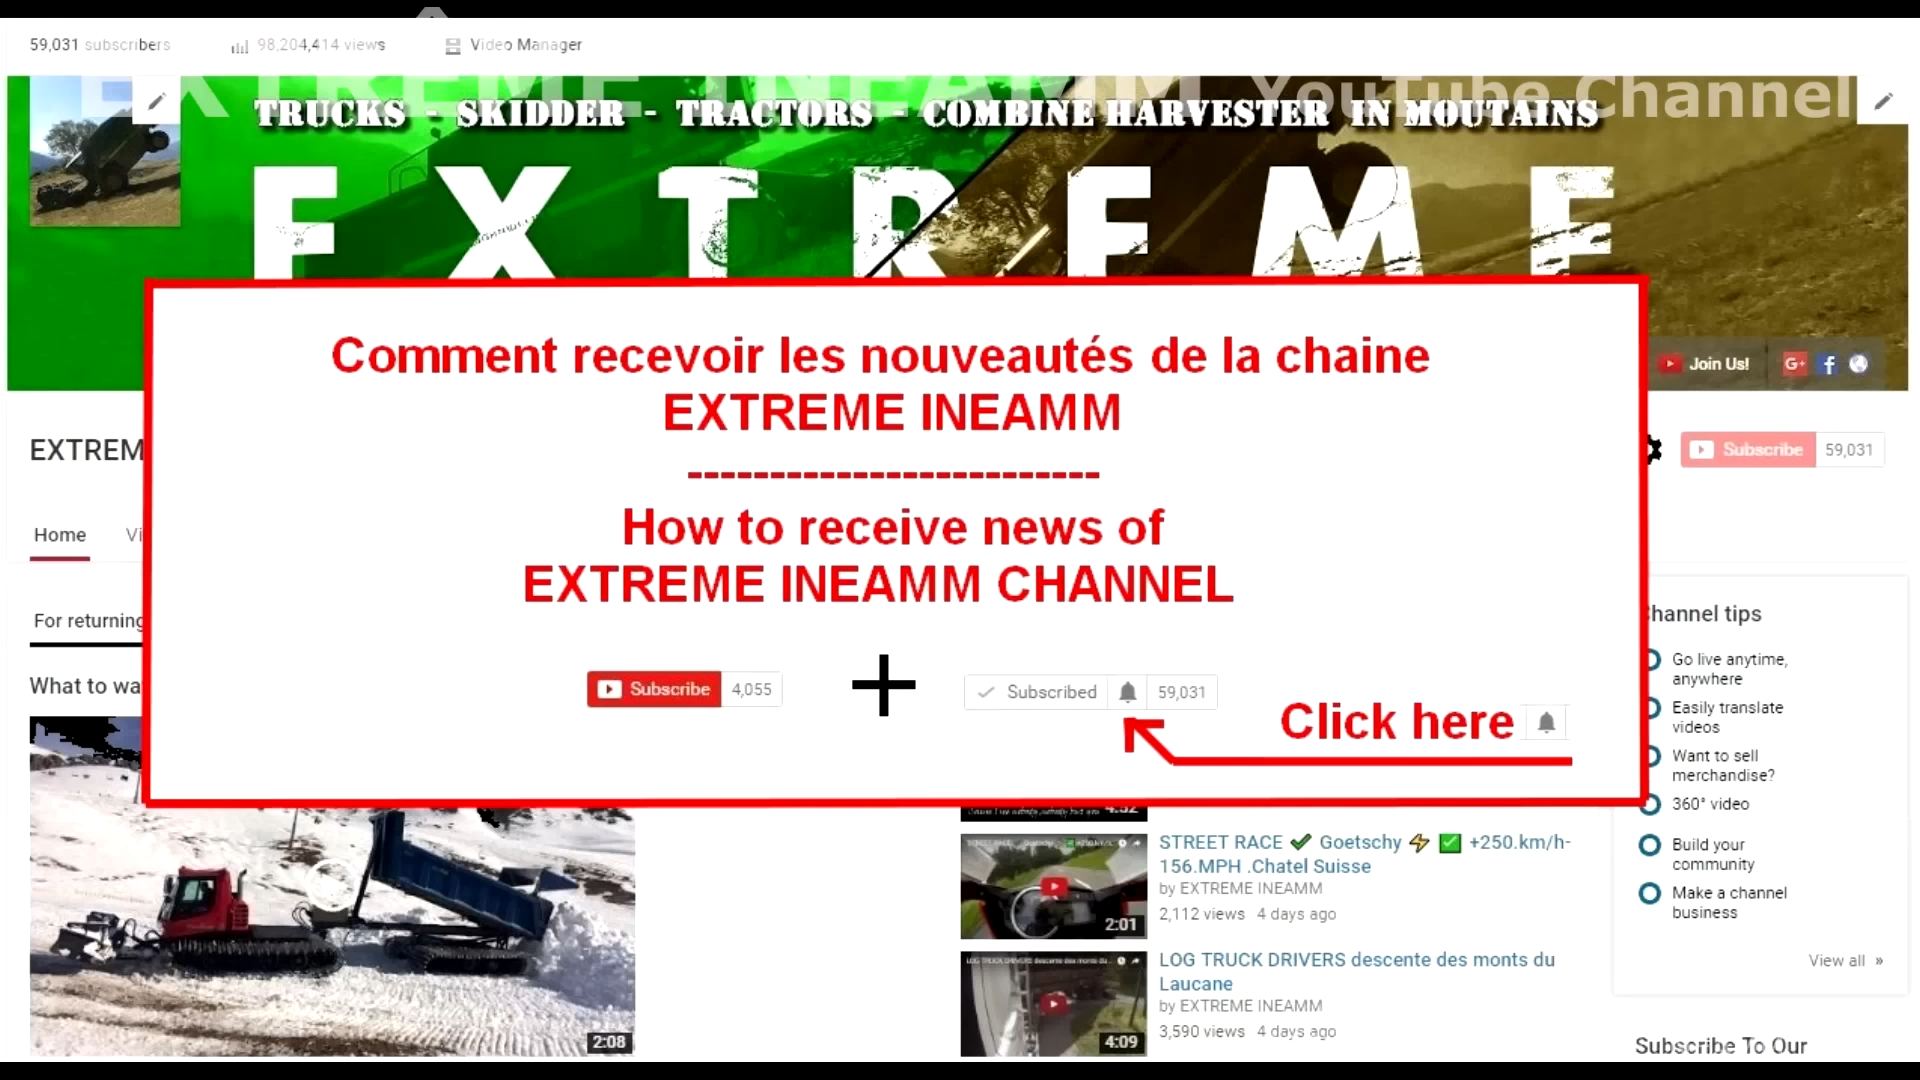 59,031 subscribers
98,204,414 views
Video Manager
EXTREME INEAMM YouTube Channel
TRUCKS - SKIDDER - TRACTORS - COMBINE HARVESTER IN MOUTAINS
EXTREME
Join Us!
G+
f
Comment recevoir les nouveautés de la chaine
EXTREME INEAMM
-------------------------
How to receive news of
EXTREME INEAMM CHANNEL
Subscribe 4,055
+
✓ Subscribed 59,031
Click here
EXTREM
Subscribe 59,031
Home Vi
For returning
What to wa
2:08
4:32
STREET RACE ✔ Goetschy ⚡ ✅ +250.km/h-
156.MPH .Chatel Suisse
by EXTREME INEAMM
2,112 views 4 days ago
2:01
LOG TRUCK DRIVERS descente des monts du
Laucane
by EXTREME INEAMM
3,590 views 4 days ago
4:09
Channel tips
Go live anytime,
anywhere
Easily translate
videos
Want to sell
merchandise?
360° video
Build your
community
Make a channel
business
View all »
Subscribe To Our